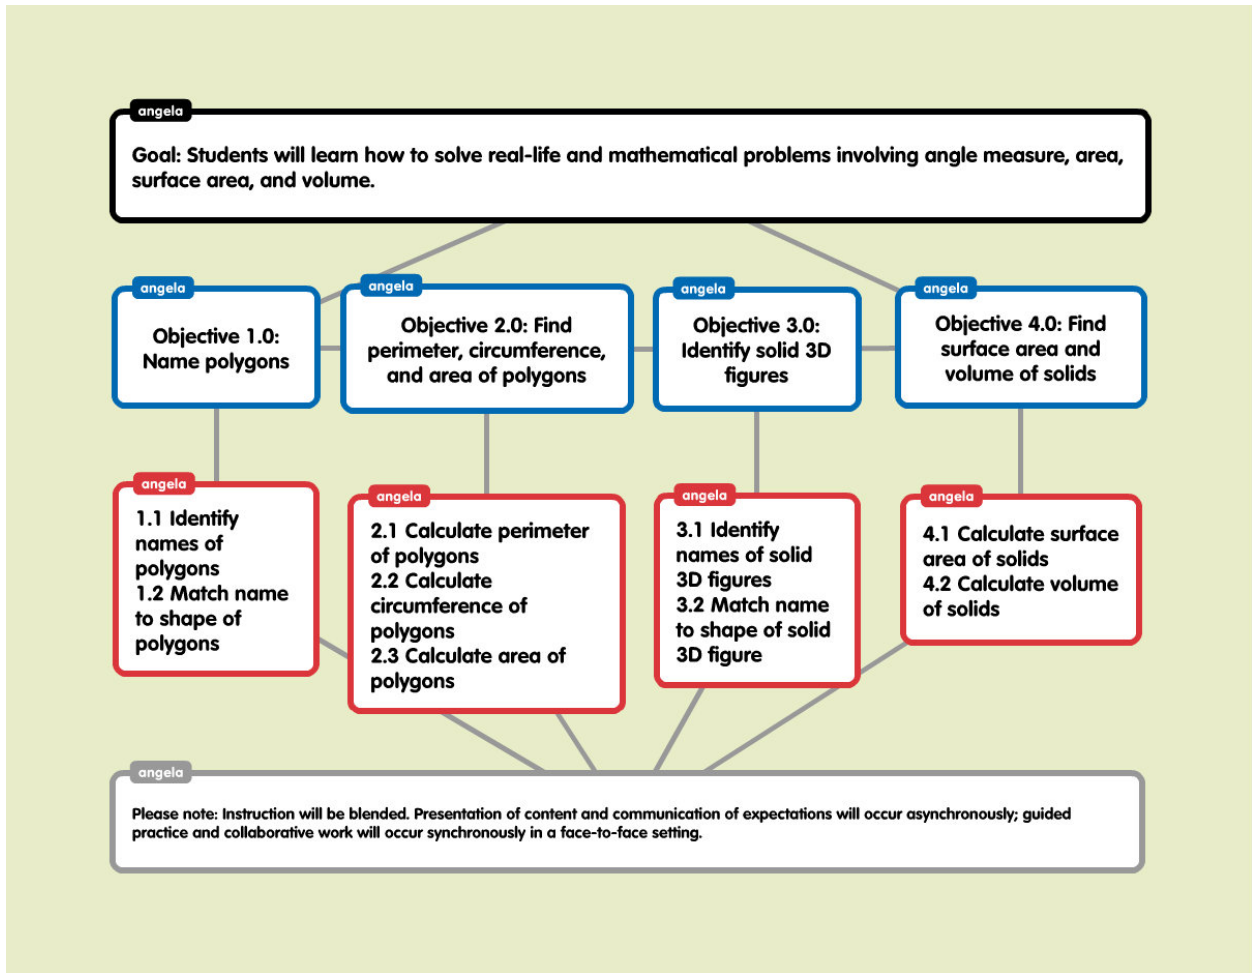 angela
Goal: Students will learn how to solve real-life and mathematical problems involving angle measure, area,
surface area, and volume.
angela
Objective 1.0:
Name polygons
angela
Objective 2.0: Find
perimeter, circumference,
and area of polygons
angela
Objective 3.0:
Identify solid 3D
figures
angela
Objective 4.0: Find
surface area and
volume of solids
angela
1.1 Identify
names of
polygons
1.2 Match name
to shape of
polygons
angela
2.1 Calculate perimeter
of polygons
2.2 Calculate
circumference of
polygons
2.3 Calculate area of
polygons
angela
3.1 Identify
names of solid
3D figures
3.2 Match name
to shape of solid
3D figure
angela
4.1 Calculate surface
area of solids
4.2 Calculate volume
of solids
angela
Please note: Instruction will be blended. Presentation of content and communication of expectations will occur asynchronously; guided
practice and collaborative work will occur synchronously in a face-to-face setting.